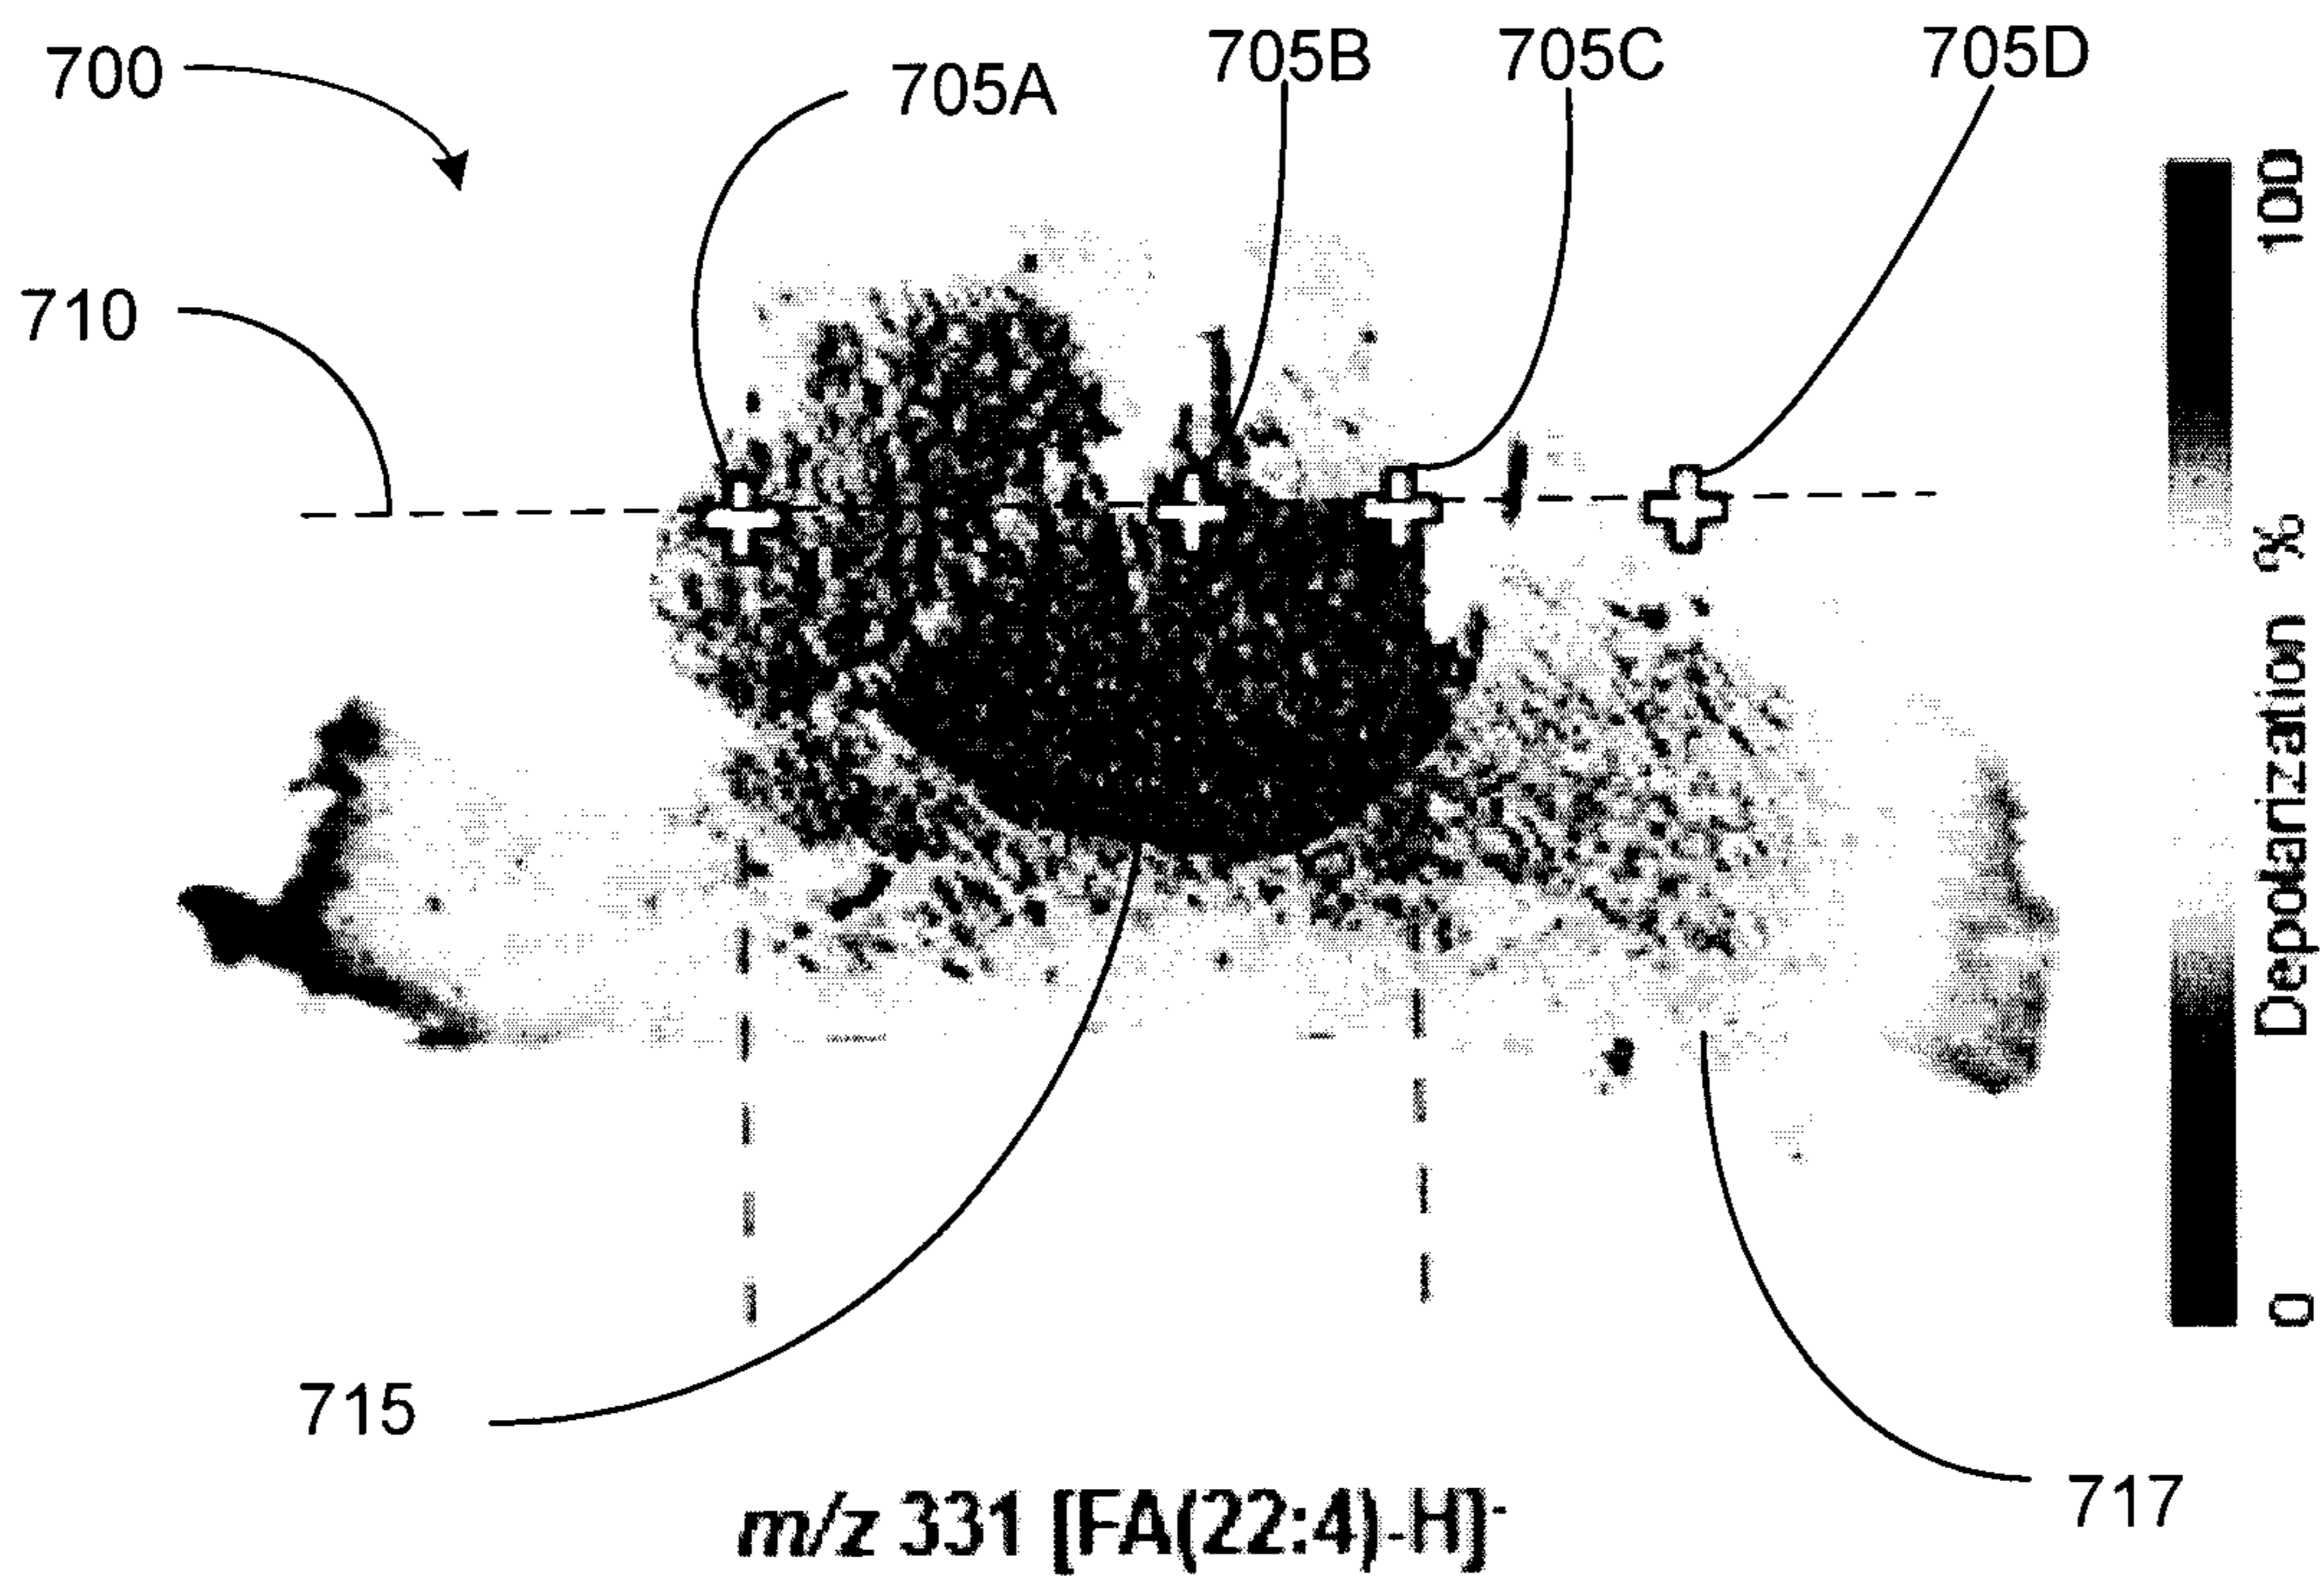 700
705A
705B
705C
705D
710
100
Depolarization %
0
715
717
m/z 331 [FA(22:4)-H]-